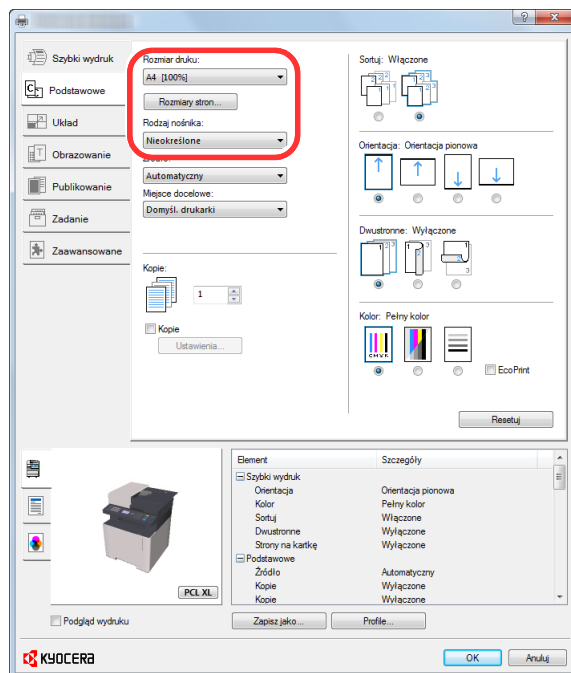 Szybki wydruk
Podstawowe
Układ
Obrazowanie
Publikowanie
Zadanie
Zaawansowane
Rozmiar druku:
A4 [100%]
Rozmiary stron...
Rodzaj nośnika:
Nieokreślone
Źródło:
Automatyczny
Miejsce docelowe:
Domyśl. drukarki
Kopie:
1
Kopie
Ustawienia...
Sortuj: Włączone
Orientacja: Orientacja pionowa
Dwustronne: Wyłączone
Kolor: Pełny kolor
CMYK
EcoPrint
Resetuj
PCL XL
Podgląd wydruku
Element Szczegóły
Szybki wydruk
Orientacja Orientacja pionowa
Kolor Pełny kolor
Sortuj Włączone
Dwustronne Wyłączone
Strony na kartkę Wyłączone
Podstawowe
Źródło Automatyczny
Kopie Wyłączone
Kopie Wyłączone
Zapisz jako... Profile...
KYOCERA
OK Anuluj